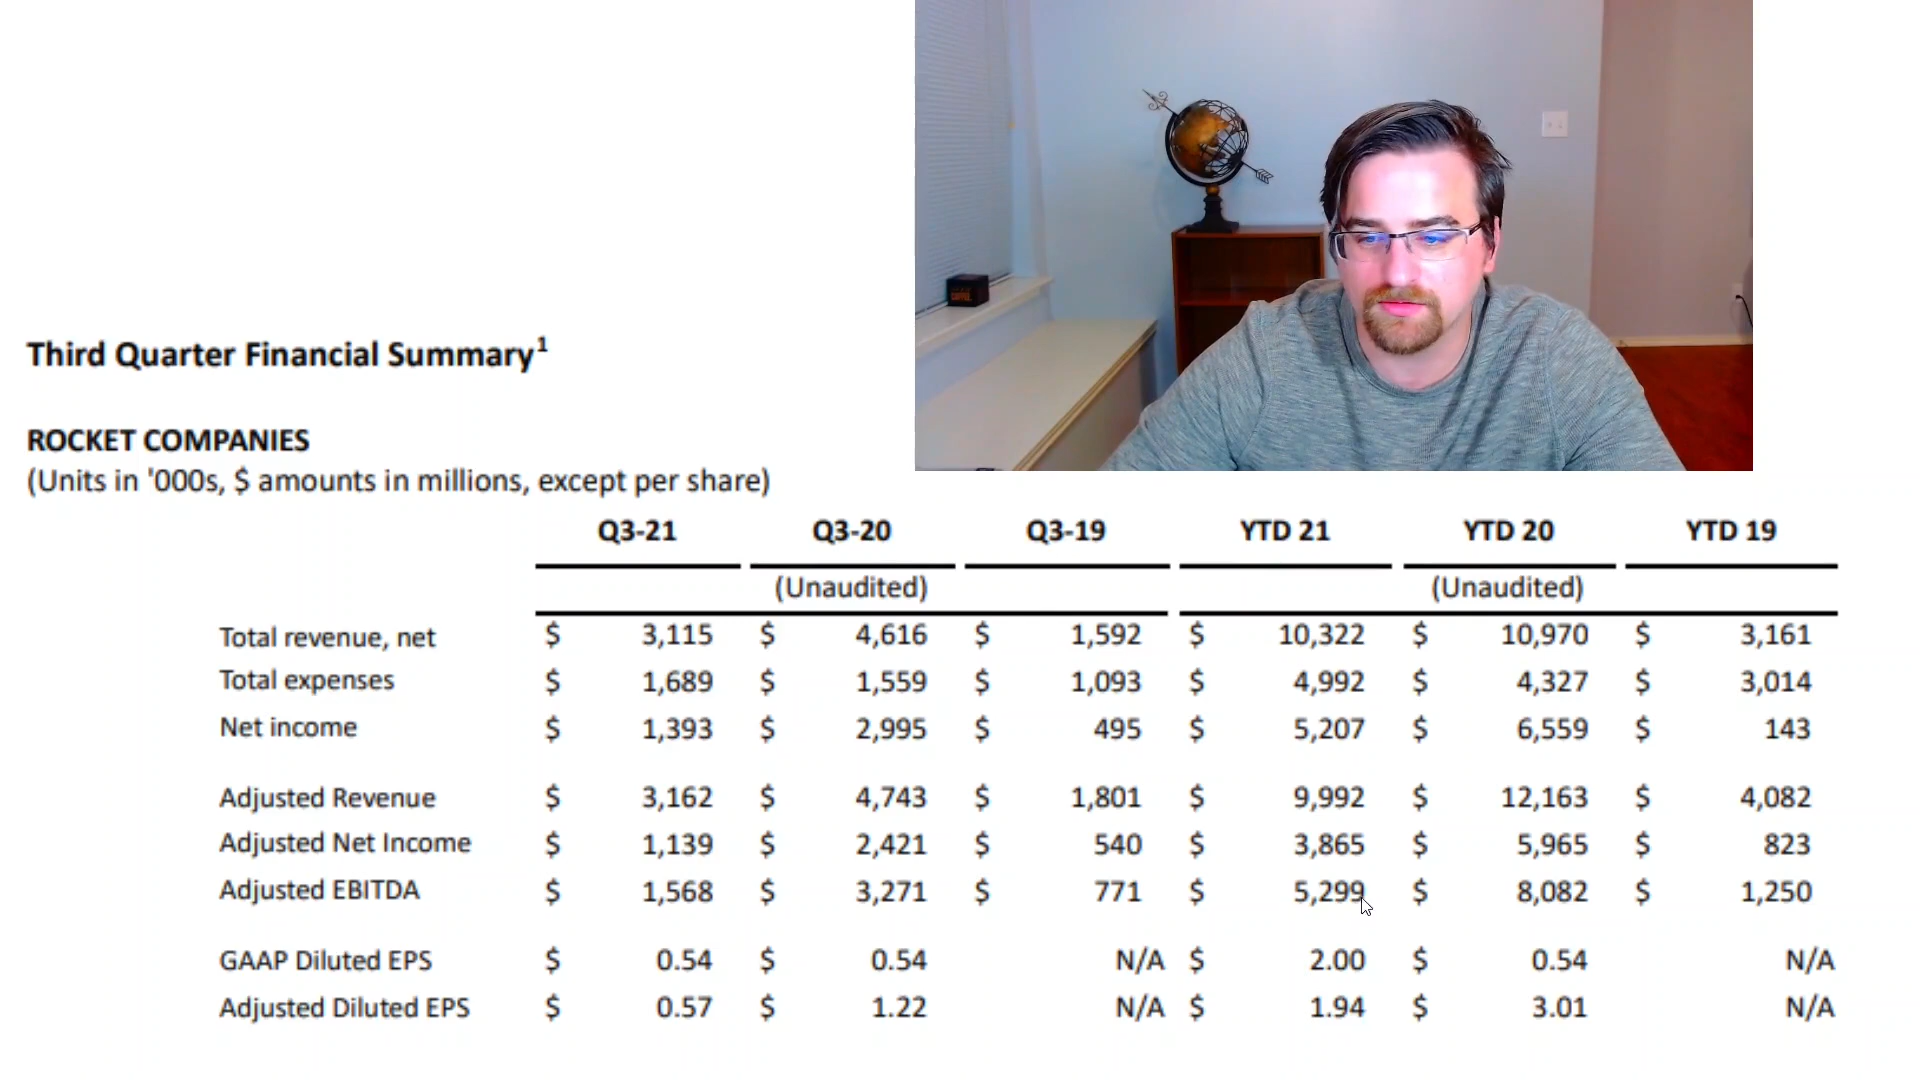 COFFEE
Third Quarter Financial Summary1
ROCKET COMPANIES
(Units in '000s, $ amounts in millions, except per share)
Q3-21 Q3-20 Q3-19 YTD 21 YTD 20 YTD 19
(Unaudited) (Unaudited)
Total revenue, net $ 3,115 $ 4,616 $ 1,592 $ 10,322 $ 10,970 $ 3,161
Total expenses $ 1,689 $ 1,559 $ 1,093 $ 4,992 $ 4,327 $ 3,014
Net income $ 1,393 $ 2,995 $ 495 $ 5,207 $ 6,559 $ 143
Adjusted Revenue $ 3,162 $ 4,743 $ 1,801 $ 9,992 $ 12,163 $ 4,082
Adjusted Net Income $ 1,139 $ 2,421 $ 540 $ 3,865 $ 5,965 $ 823
Adjusted EBITDA $ 1,568 $ 3,271 $ 771 $ 5,299 $ 8,082 $ 1,250
GAAP Diluted EPS $ 0.54 $ 0.54 N/A $ 2.00 $ 0.54 N/A
Adjusted Diluted EPS $ 0.57 $ 1.22 N/A $ 1.94 $ 3.01 N/A